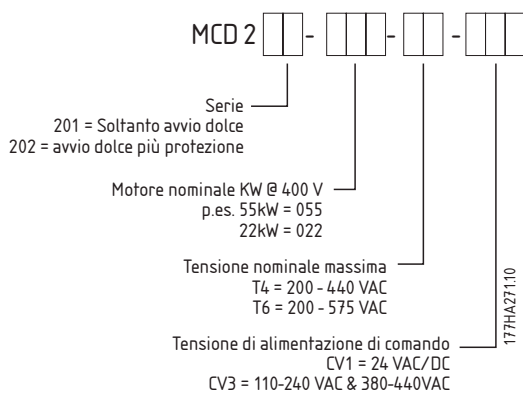 MCD 2 - - -
Serie
201 = Soltanto avvio dolce
202 = avvio dolce più protezione
Motore nominale KW @ 400 V
p.es. 55kW = 055
22kW = 022
Tensione nominale massima
T4 = 200 - 440 VAC
T6 = 200 - 575 VAC
Tensione di alimentazione di comando
CV1 = 24 VAC/DC
CV3 = 110-240 VAC & 380-440VAC
177HA271.10